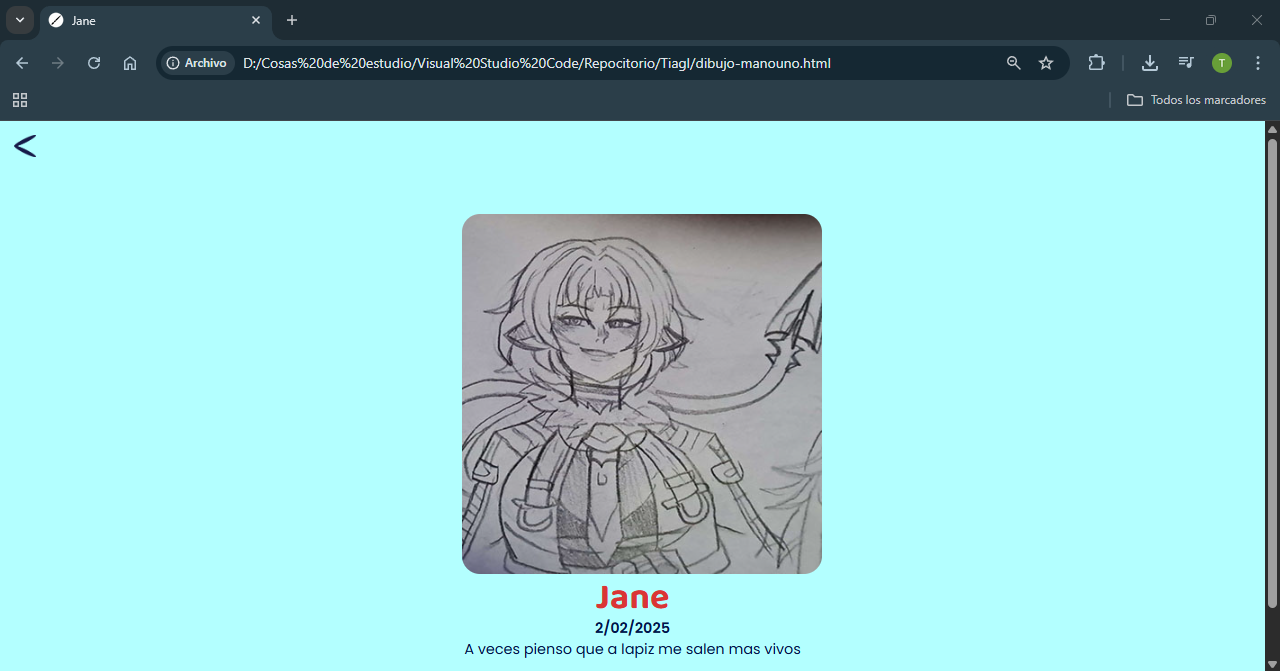 Jane
Archivo
D:/Cosas%20de%20estudio/Visual%20Studio%20Code/Repocitorio/Tiagl/dibujo-manouno.html
T
Todos los marcadores
<
Jane
2/02/2025
A veces pienso que a lapiz me salen mas vivos